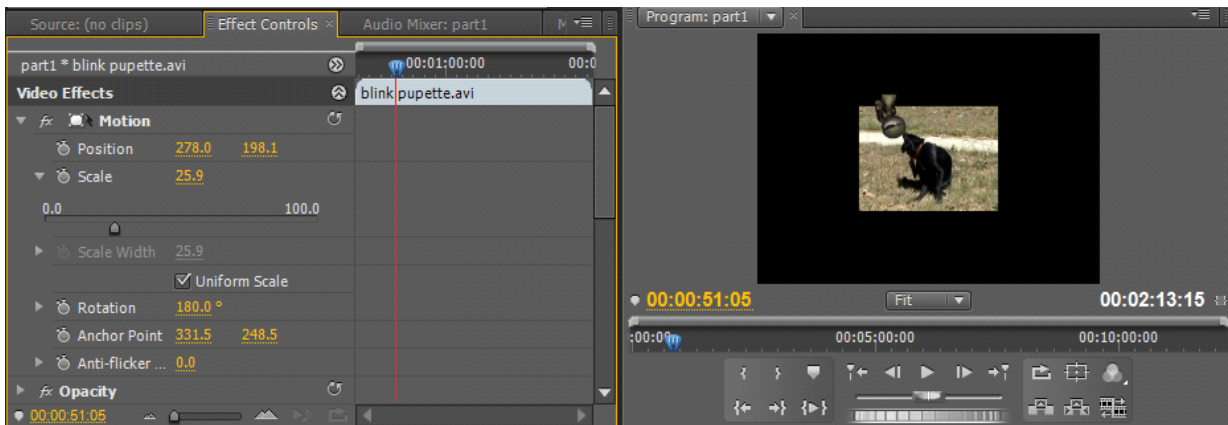 Source: (no clips) Effect Controls × Audio Mixer: part1
part1 * blink pupette.avi
00:01:00:00 00:0
Video Effects
blink pupette.avi
fx Motion
Position 278.0 198.1
Scale 25.9
0.0 100.0
Scale Width 25.9
Uniform Scale
Rotation 180.0 °
Anchor Point 331.5 248.5
Anti-flicker ... 0.0
fx Opacity
00:00:51:05
Program: part1
00:00:51:05 Fit 00:02:13:15
00:05:00:00 00:10:00:00